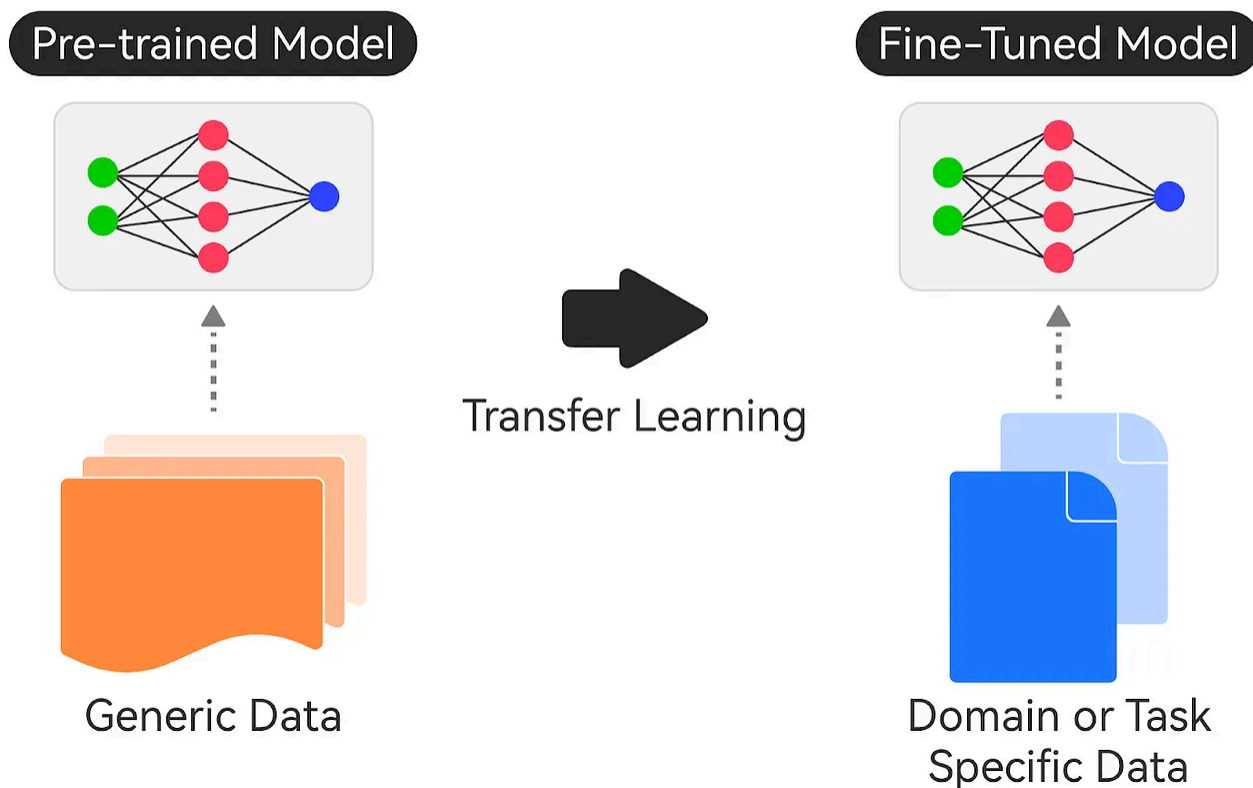 Pre-trained Model
Fine-Tuned Model
Transfer Learning
Generic Data
Domain or Task
Specific Data